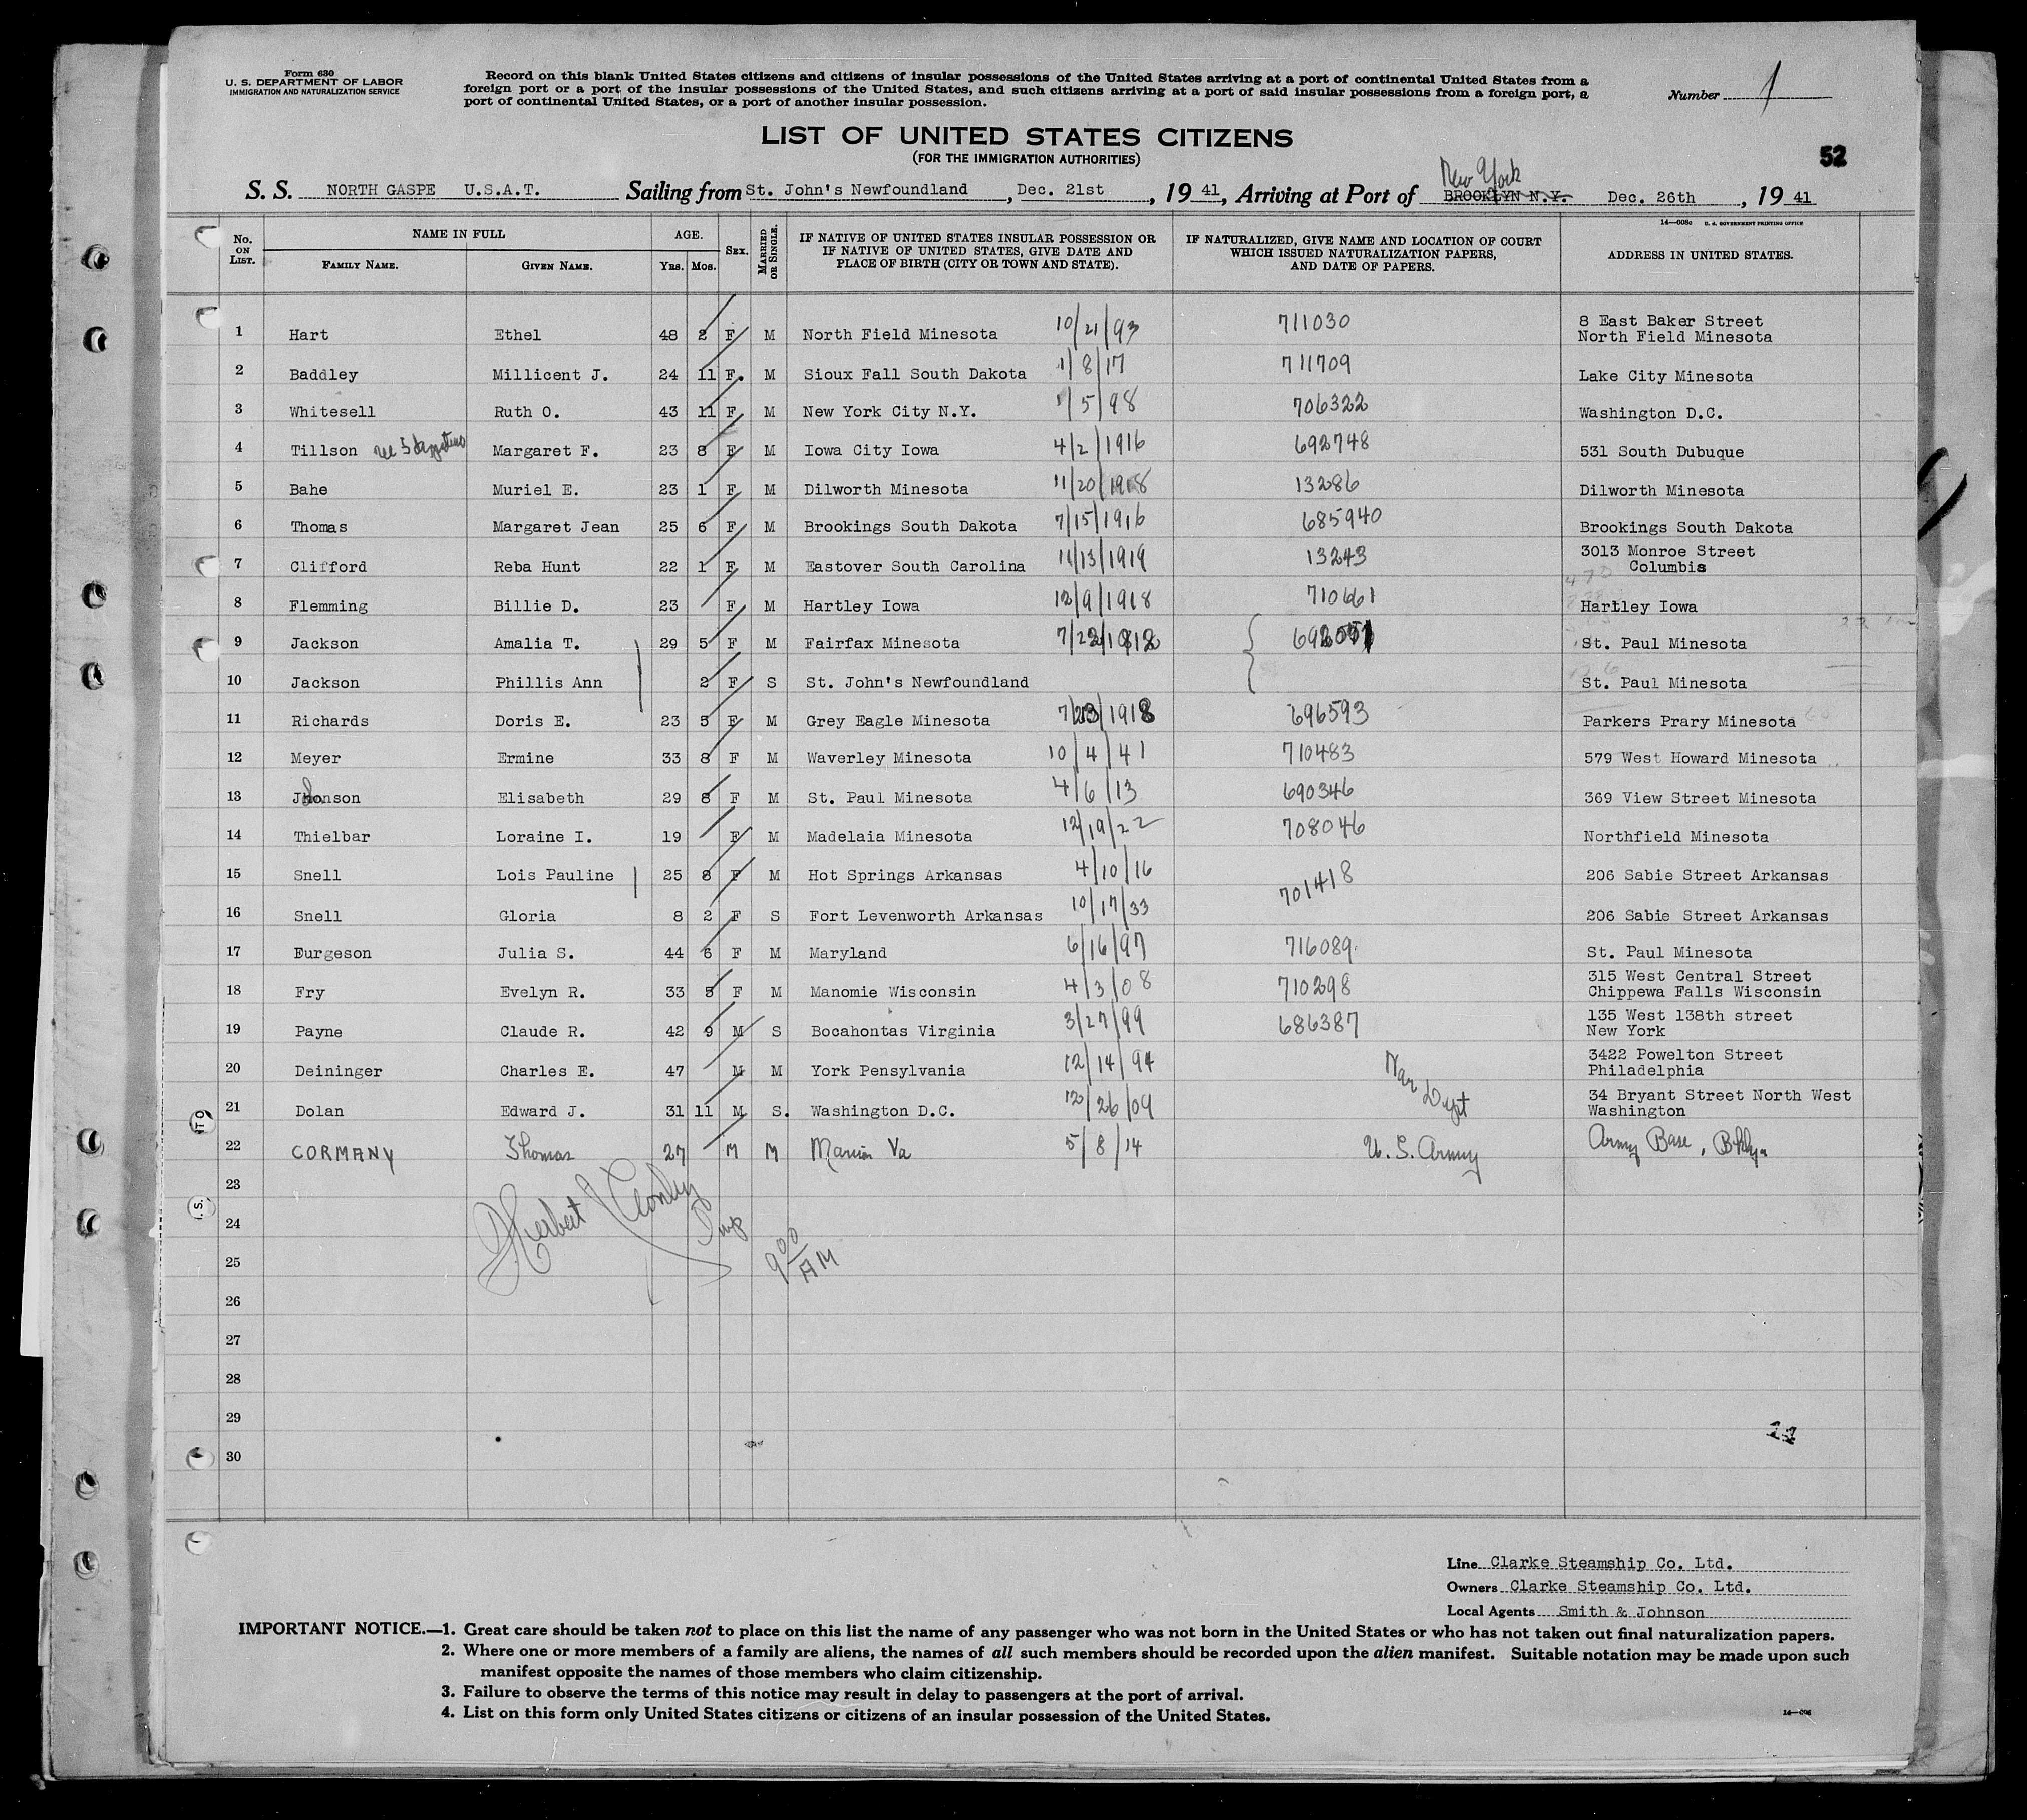 Form 630
U. S. DEPARTMENT OF LABOR
IMMIGRATION AND NATURALIZATION SERVICE
Record on this blank United States citizens and citizens of insular possessions of the United States arriving at a port of continental United States from a
foreign port or a port of the insular possessions of the United States, and such citizens arriving at a port of said insular possessions from a foreign port, a
port of continental United States, or a port of another insular possession.
Number 1
LIST OF UNITED STATES CITIZENS
(FOR THE IMMIGRATION AUTHORITIES)
52
New York
S. S. NORTH GASPE U.S.A.T. Sailing from St. John's Newfoundland, Dec. 21st, 1941, Arriving at Port of BROOKLYN N.Y. Dec. 26th, 1941
14—608c U. S. GOVERNMENT PRINTING OFFICE
No. ON LIST. NAME IN FULL FAMILY NAME. GIVEN NAME. AGE. YRS. MOS. SEX. MARRIED OR SINGLE. IF NATIVE OF UNITED STATES INSULAR POSSESSION OR IF NATIVE OF UNITED STATES, GIVE DATE AND PLACE OF BIRTH (CITY OR TOWN AND STATE). IF NATURALIZED, GIVE NAME AND LOCATION OF COURT WHICH ISSUED NATURALIZATION PAPERS, AND DATE OF PAPERS. ADDRESS IN UNITED STATES.
1 Hart Ethel 48 2 F M North Field Minesota 10/21/93 711030 8 East Baker Street North Field Minesota
2 Baddley Millicent J. 24 11 F. M Sioux Fall South Dakota 1/8/17 711709 Lake City Minesota
3 Whitesell Ruth O. 43 11 F M New York City N.Y. 1/5/98 706322 Washington D.C.
4 Tillson Margaret F. 23 8 F M Iowa City Iowa 4/2/1916 692748 531 South Dubuque
5 Bahe Muriel E. 23 1 F M Dilworth Minesota 11/20/1918 13286 Dilworth Minesota
6 Thomas Margaret Jean 25 6 F M Brookings South Dakota 7/15/1916 685940 Brookings South Dakota
7 Clifford Reba Hunt 22 1 F M Eastover South Carolina 11/13/1919 13243 3013 Monroe Street Columbia
8 Flemming Billie D. 23 F M Hartley Iowa 12/9/1918 710661 Hartley Iowa
9 Jackson Amalia T. 29 5 F M Fairfax Minesota St. Paul Minesota
10 Jackson Phillis Ann 2 F S St. John's Newfoundland St. Paul Minesota
11 Richards Doris E. 23 5 F M Grey Eagle Minesota 7/23/1918 696593 Parkers Prary Minesota
12 Meyer Ermine 33 8 F M Waverley Minesota 10/4/41 710483 579 West Howard Minesota
13 Johnson Elisabeth 29 8 F M St. Paul Minesota 4/6/13 690346 369 View Street Minesota
14 Thielbar Loraine I. 19 F M Madelaia Minesota 12/19/22 708046 Northfield Minesota
15 Snell Lois Pauline 25 8 F M Hot Springs Arkansas 4/10/16 701418 206 Sabie Street Arkansas
16 Snell Gloria 8 2 F S Fort Levenworth Arkansas 10/17/33 206 Sabie Street Arkansas
17 Burgeson Julia S. 44 6 F M Maryland 6/16/97 716089 St. Paul Minesota
18 Fry Evelyn R. 33 5 F M Manomie Wisconsin 4/3/08 710298 315 West Central Street Chippewa Falls Wisconsin
19 Payne Claude R. 42 9 M S Bocahontas Virginia 3/27/99 686387 135 West 138th street New York
20 Deininger Charles E. 47 M M York Pensylvania 12/14/94 War Dept 3422 Powelton Street Philadelphia
21 Dolan Edward J. 31 11 M S. Washington D.C. 12/26/09 34 Bryant Street North West Washington
22 CORMANY Thomas 27 M M Marion Va 5/8/14 U. S. Army Army Base, Bklyn
23
24
25
26
27
28
29
30
Herbert
Insp
9 00 AM
Line Clarke Steamship Co. Ltd.
Owners Clarke Steamship Co. Ltd.
Local Agents Smith & Johnson
IMPORTANT NOTICE.—1. Great care should be taken not to place on this list the name of any passenger who was not born in the United States or who has not taken out final naturalization papers.
2. Where one or more members of a family are aliens, the names of all such members should be recorded upon the alien manifest. Suitable notation may be made upon such
manifest opposite the names of those members who claim citizenship.
3. Failure to observe the terms of this notice may result in delay to passengers at the port of arrival.
4. List on this form only United States citizens or citizens of an insular possession of the United States.